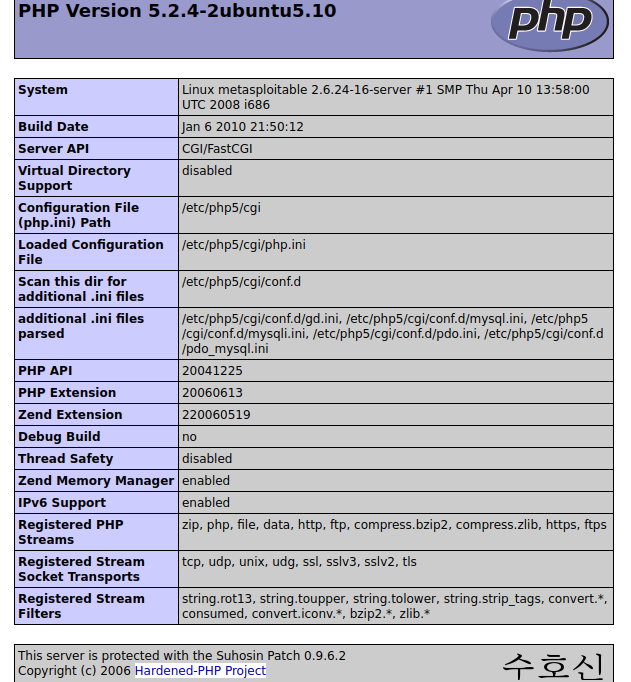 PHP Version 5.2.4-2ubuntu5.10
php
System
Linux metasploitable 2.6.24-16-server #1 SMP Thu Apr 10 13:58:00
UTC 2008 i686
Build Date
Jan 6 2010 21:50:12
Server API
CGI/FastCGI
Virtual Directory
Support
disabled
Configuration File
(php.ini) Path
/etc/php5/cgi
Loaded Configuration
File
/etc/php5/cgi/php.ini
Scan this dir for
additional .ini files
/etc/php5/cgi/conf.d
additional .ini files
parsed
/etc/php5/cgi/conf.d/gd.ini, /etc/php5/cgi/conf.d/mysql.ini, /etc/php5
/cgi/conf.d/mysqli.ini, /etc/php5/cgi/conf.d/pdo.ini, /etc/php5/cgi/conf.d
/pdo_mysql.ini
PHP API
20041225
PHP Extension
20060613
Zend Extension
220060519
Debug Build
no
Thread Safety
disabled
Zend Memory Manager
enabled
IPv6 Support
enabled
Registered PHP
Streams
zip, php, file, data, http, ftp, compress.bzip2, compress.zlib, https, ftps
Registered Stream
Socket Transports
tcp, udp, unix, udg, ssl, sslv3, sslv2, tls
Registered Stream
Filters
string.rot13, string.toupper, string.tolower, string.strip_tags, convert.*,
consumed, convert.iconv.*, bzip2.*, zlib.*
This server is protected with the Suhosin Patch 0.9.6.2
Copyright (c) 2006 Hardened-PHP Project
수호신